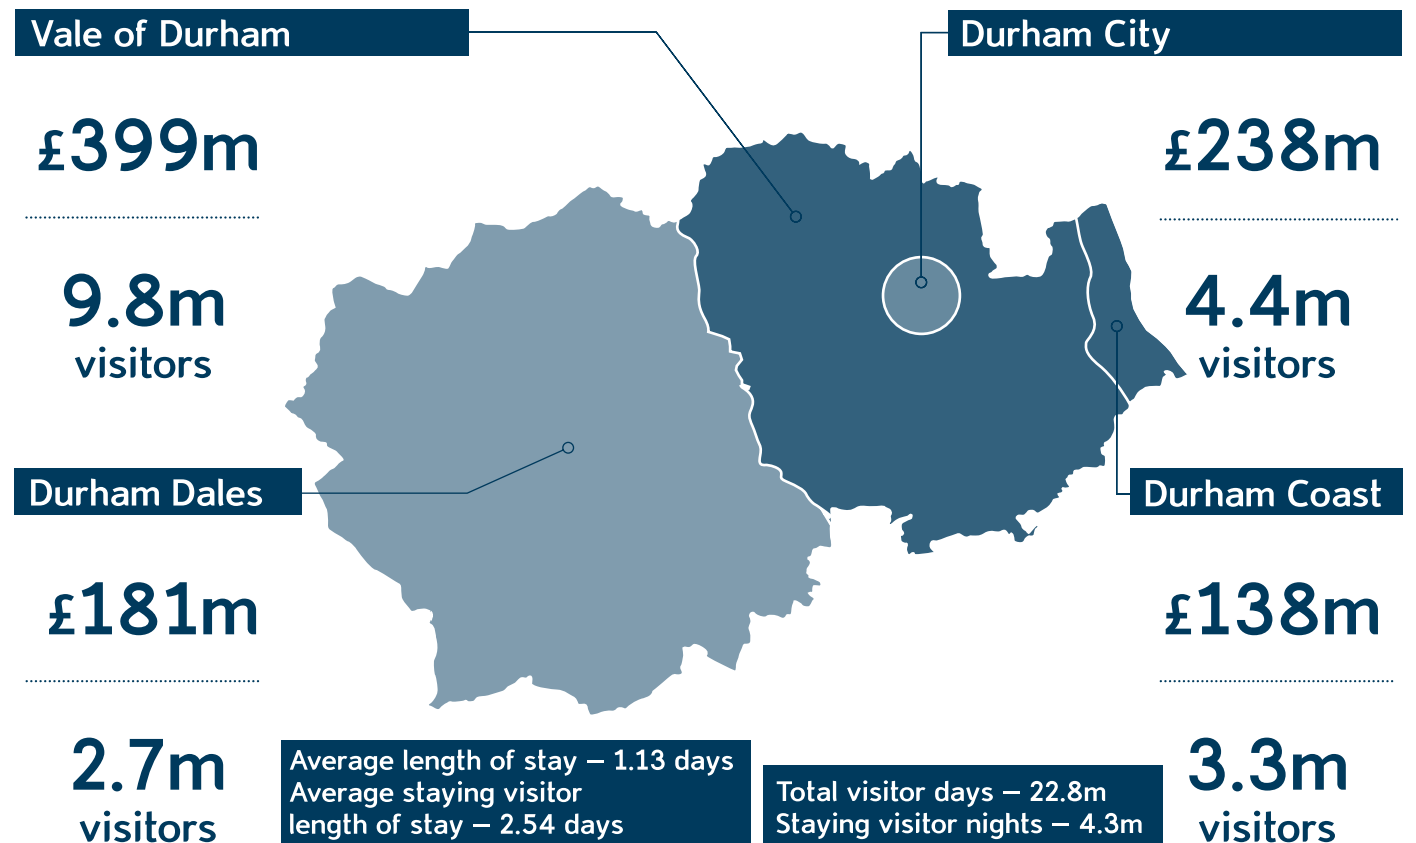 Vale of Durham
£399m
9.8m
visitors
Durham City
£238m
4.4m
visitors
Durham Dales
£181m
2.7m
visitors
Durham Coast
£138m
3.3m
visitors
Average length of stay – 1.13 days
Average staying visitor
length of stay – 2.54 days
Total visitor days – 22.8m
Staying visitor nights – 4.3m